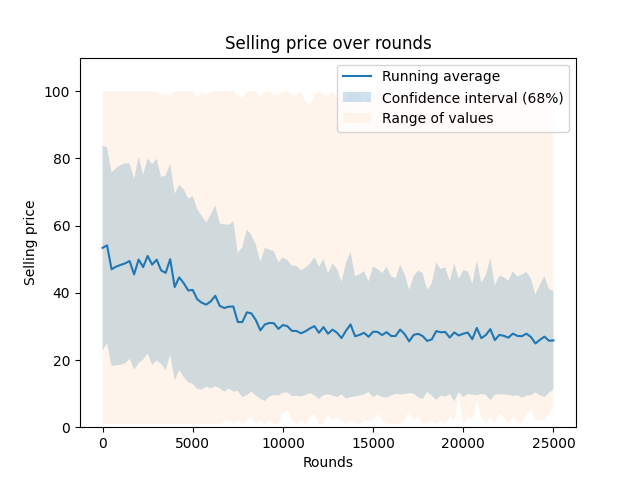 Selling price over rounds
Running average
Confidence interval (68%)
Range of values
Selling price
100
80
60
40
20
0
0 5000 10000 15000 20000 25000
Rounds